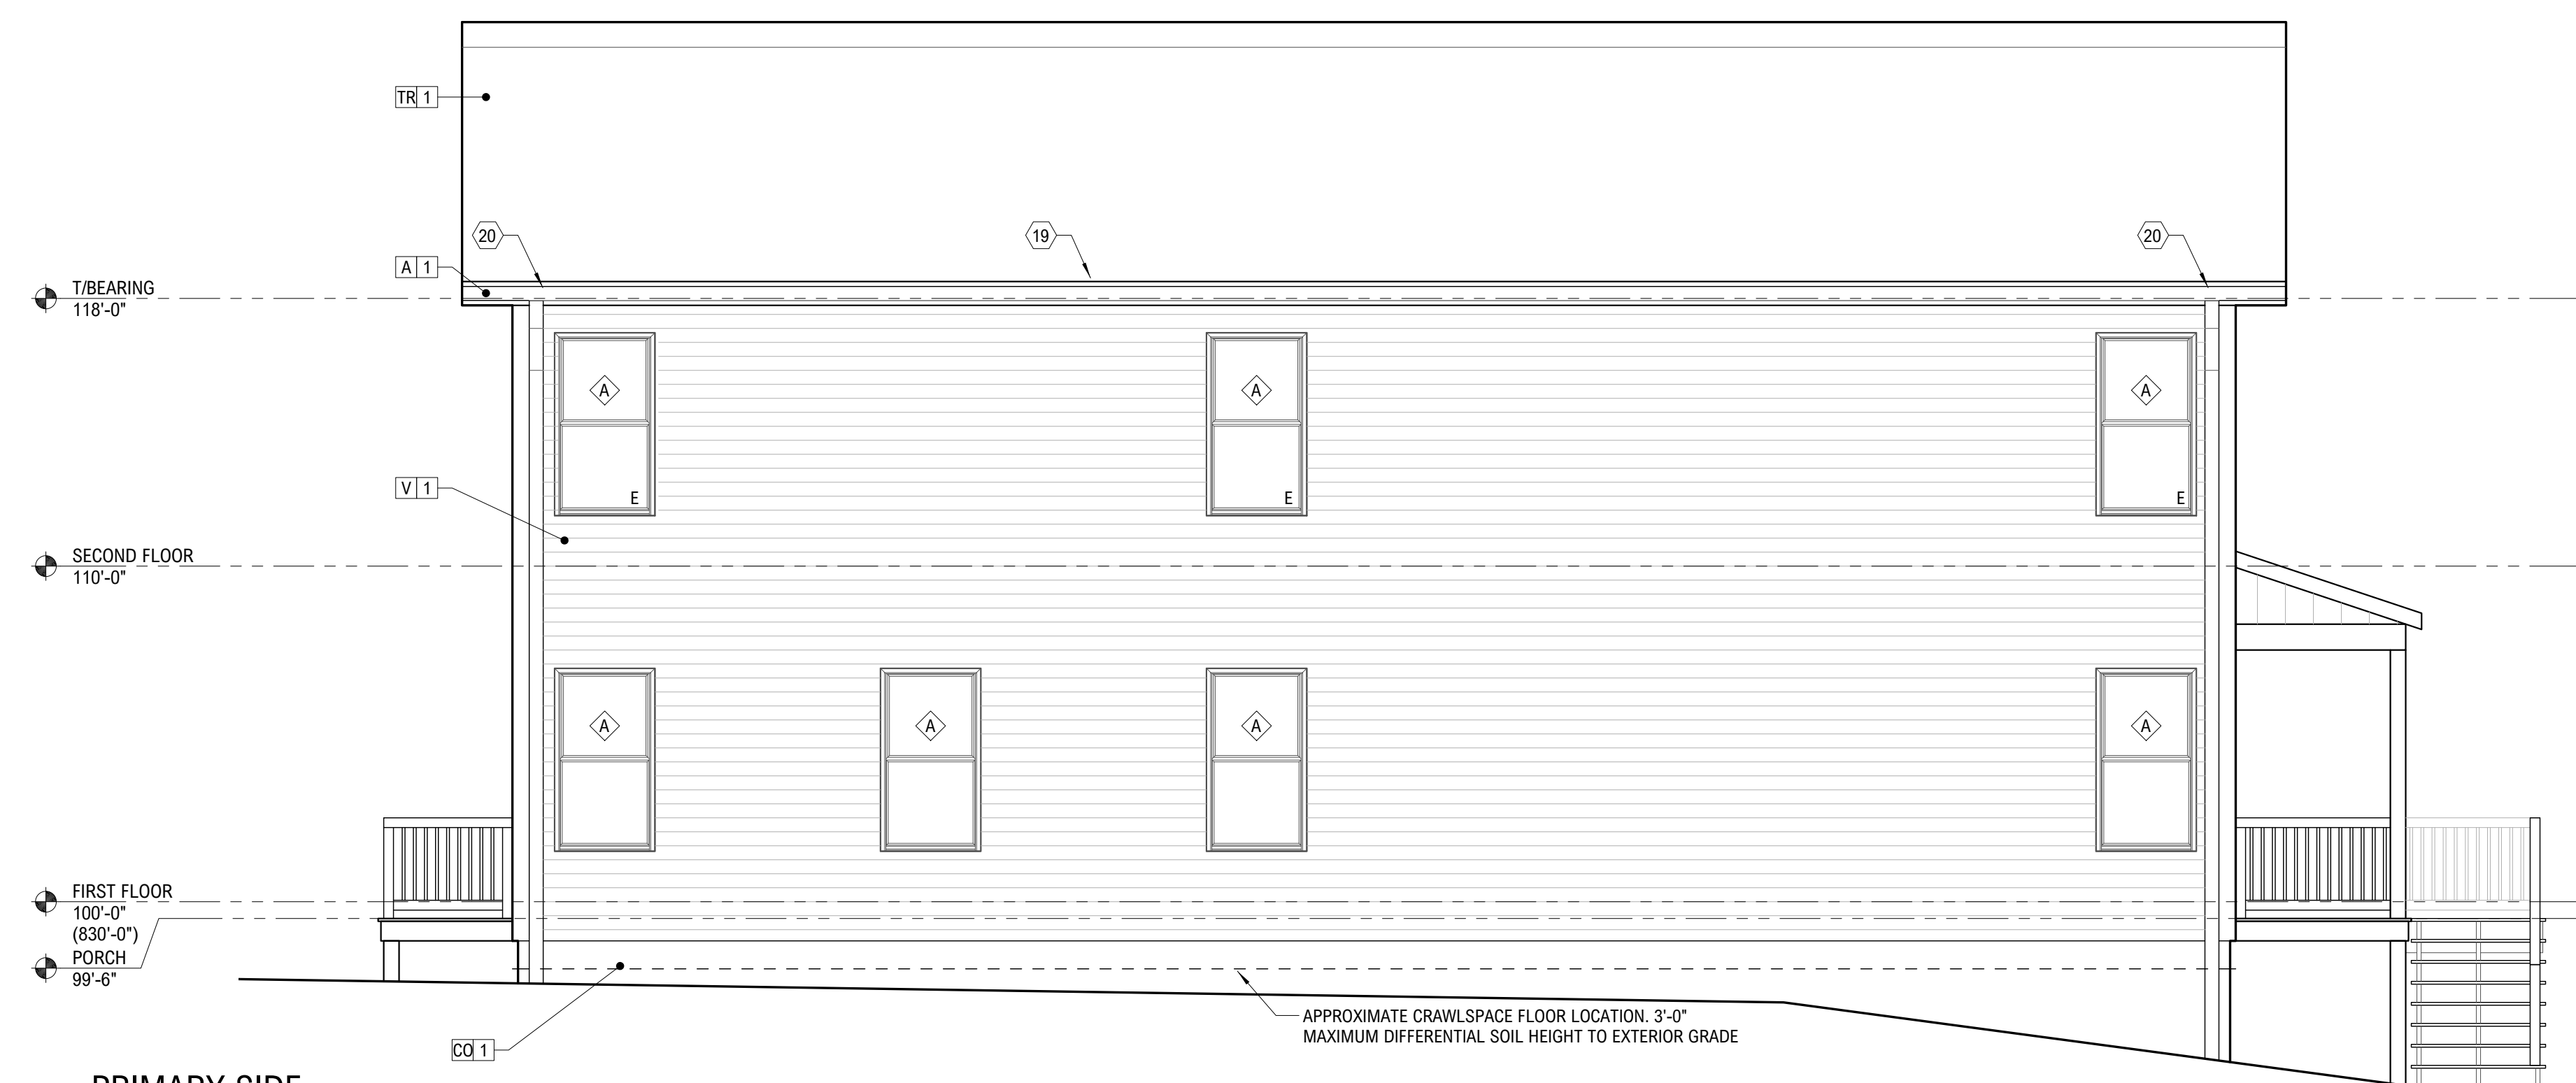 TR 1
20
19
20
A 1
T/BEARING
118'-0"
A
A
A
V 1
E
E
E
SECOND FLOOR
110'-0"
A
A
A
A
FIRST FLOOR
100'-0"
(830'-0")
PORCH
99'-6"
APPROXIMATE CRAWLSPACE FLOOR LOCATION. 3'-0"
MAXIMUM DIFFERENTIAL SOIL HEIGHT TO EXTERIOR GRADE
CO 1
PRIMARY SIDE